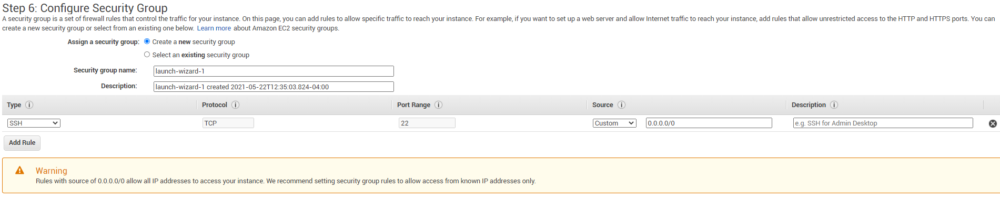 Step 6: Configure Security Group
A security group is a set of firewall rules that control the traffic for your instance. On this page, you can add rules to allow specific traffic to reach your instance. For example, if you want to set up a web server and allow Internet traffic to reach your instance, add rules that allow unrestricted access to the HTTP and HTTPS ports. You can
create a new security group or select from an existing one below. Learn more about Amazon EC2 security groups.
Assign a security group: Create a new security group
Select an existing security group
Security group name: launch-wizard-1
Description: launch-wizard-1 created 2021-05-22T12:35:03.824-04:00
Type i Protocol i Port Range i Source i Description i
SSH TCP 22 Custom 0.0.0.0/0 e.g. SSH for Admin Desktop
Add Rule
Warning
Rules with source of 0.0.0.0/0 allow all IP addresses to access your instance. We recommend setting security group rules to allow access from known IP addresses only.